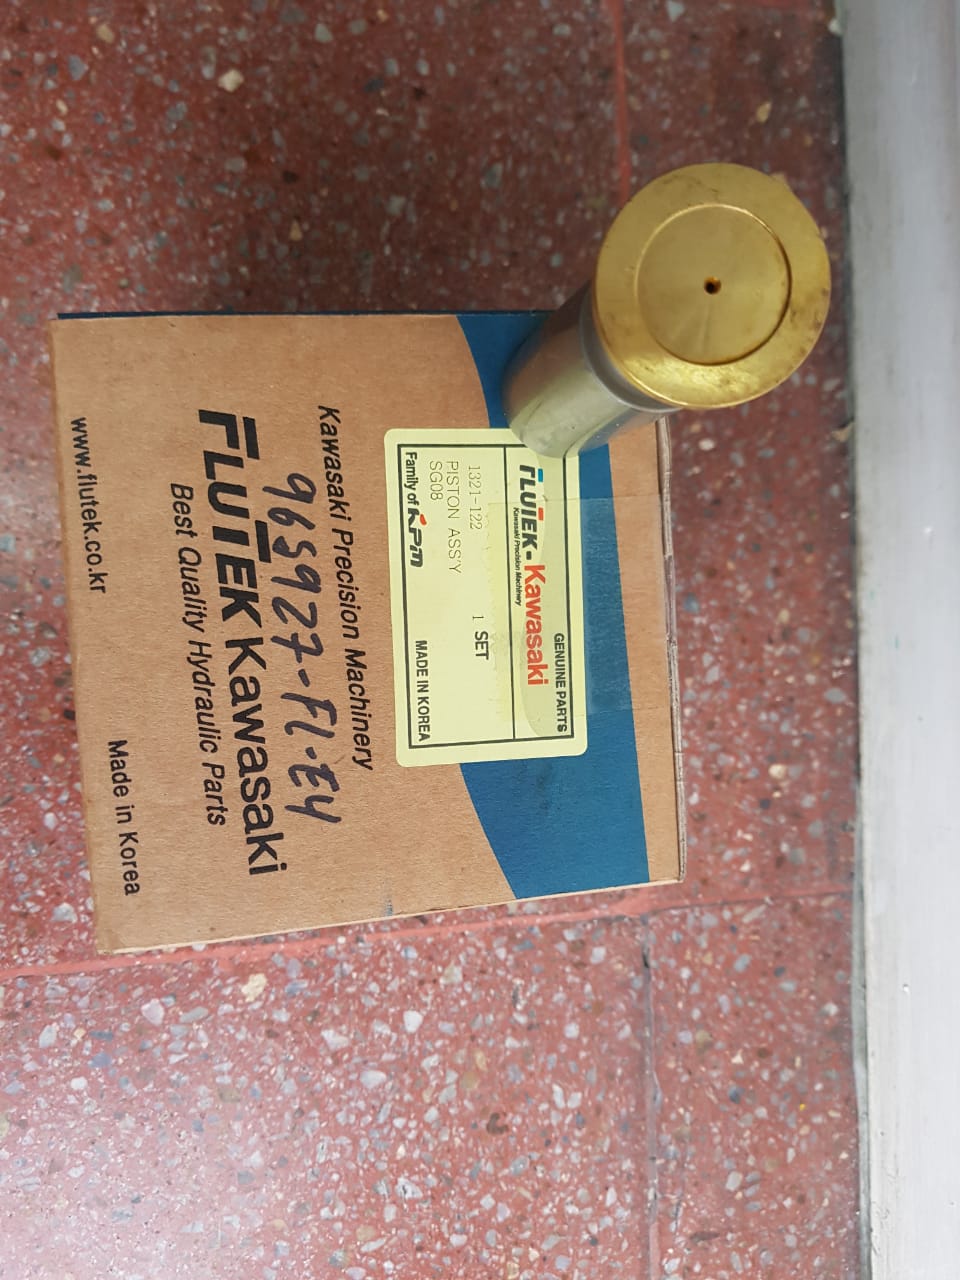 GENUINE PARTS
FLUTEK-Kawasaki
Kawasaki Precision Machinery
1321-122 1 SET
PISTON ASS'Y
SG08
Family of KPM MADE IN KOREA
Kawasaki Precision Machinery
965927-FL-EY
FLUTEK Kawasaki
Best Quality Hydraulic Parts
Made in Korea
www.flutek.co.kr